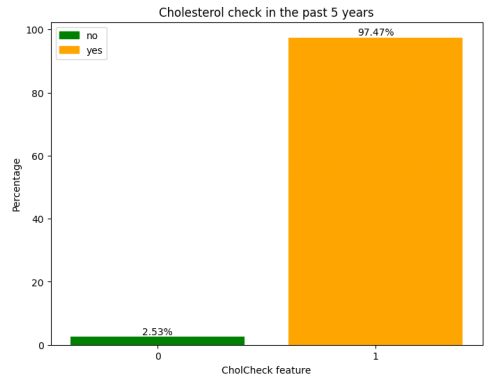 Cholesterol check in the past 5 years
no
yes
97.47%
2.53%
100
80
60
40
20
0
Percentage
0 1
CholCheck feature